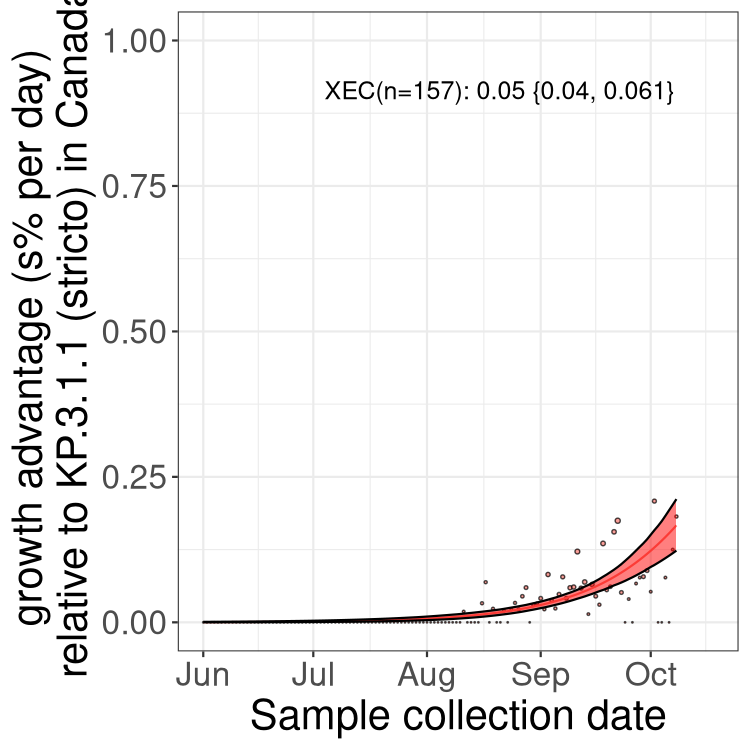 growth advantage (s% per day)
relative to KP.3.1.1 (stricto) in Canada
1.00
0.75
0.50
0.25
0.00
XEC(n=157): 0.05 {0.04, 0.061}
Jun Jul Aug Sep Oct
Sample collection date